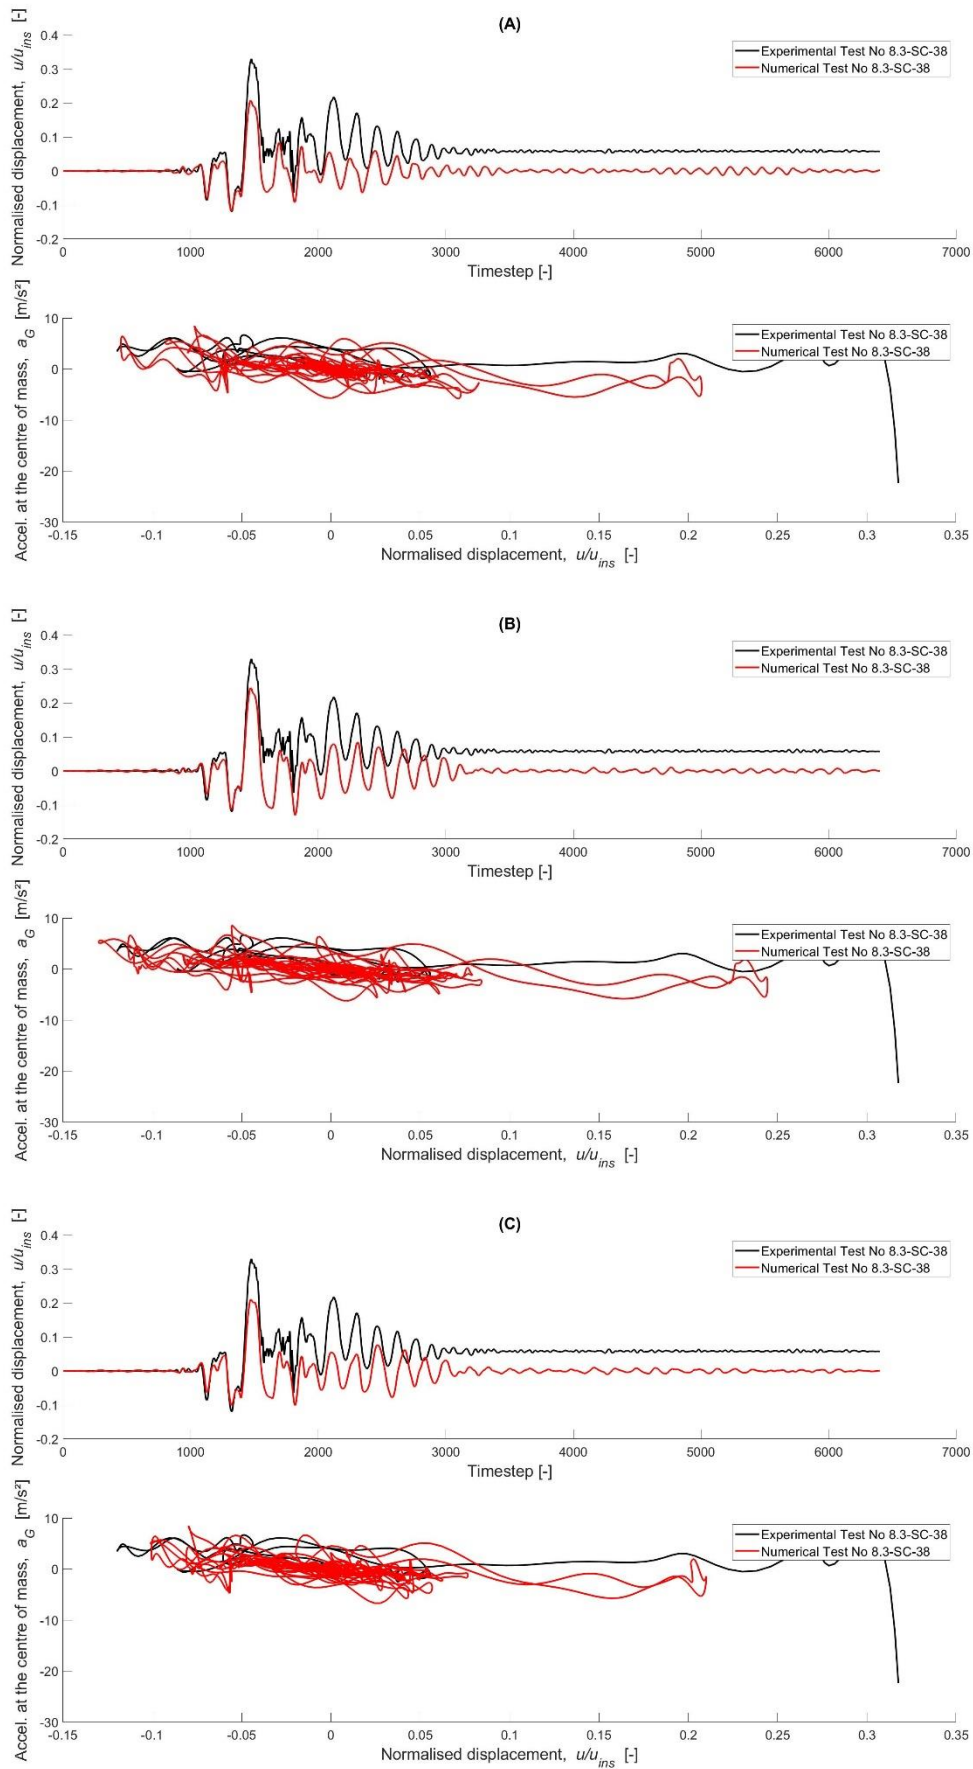 (A)
Normalised displacement, u/u_ins [-]
0.4
0.3
0.2
0.1
0
-0.1
-0.2
Experimental Test No 8.3-SC-38
Numerical Test No 8.3-SC-38
0 1000 2000 3000 4000 5000 6000 7000
Timestep [-]
Accel. at the centre of mass, a_G [m/s²]
10
0
-10
-20
-30
Experimental Test No 8.3-SC-38
Numerical Test No 8.3-SC-38
-0.15 -0.1 -0.05 0 0.05 0.1 0.15 0.2 0.25 0.3 0.35
Normalised displacement, u/u_ins [-]
(B)
Normalised displacement, u/u_ins [-]
0.4
0.3
0.2
0.1
0
-0.1
-0.2
Experimental Test No 8.3-SC-38
Numerical Test No 8.3-SC-38
0 1000 2000 3000 4000 5000 6000 7000
Timestep [-]
Accel. at the centre of mass, a_G [m/s²]
10
0
-10
-20
-30
Experimental Test No 8.3-SC-38
Numerical Test No 8.3-SC-38
-0.15 -0.1 -0.05 0 0.05 0.1 0.15 0.2 0.25 0.3 0.35
Normalised displacement, u/u_ins [-]
(C)
Normalised displacement, u/u_ins [-]
0.4
0.3
0.2
0.1
0
-0.1
-0.2
Experimental Test No 8.3-SC-38
Numerical Test No 8.3-SC-38
0 1000 2000 3000 4000 5000 6000 7000
Timestep [-]
Accel. at the centre of mass, a_G [m/s²]
10
0
-10
-20
-30
Experimental Test No 8.3-SC-38
Numerical Test No 8.3-SC-38
-0.15 -0.1 -0.05 0 0.05 0.1 0.15 0.2 0.25 0.3 0.35
Normalised displacement, u/u_ins [-]